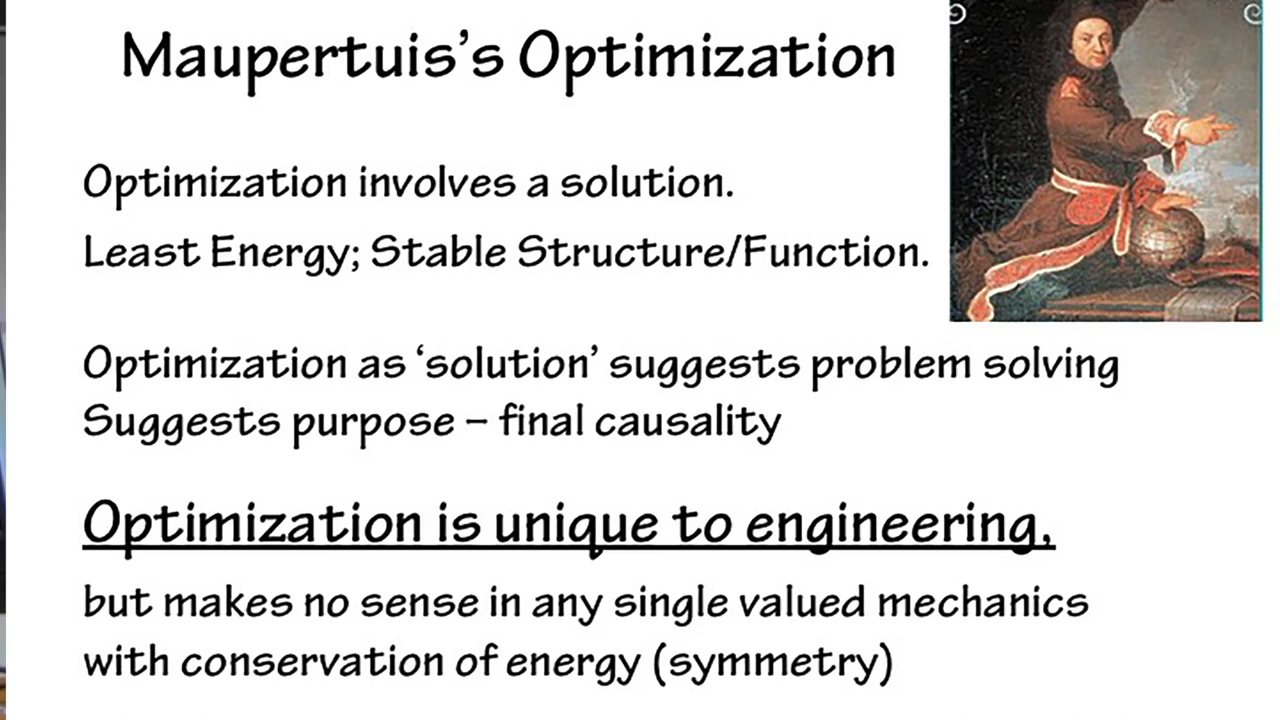 Maupertuis’s Optimization
Optimization involves a solution.
Least Energy; Stable Structure/Function.
Optimization as ‘solution’ suggests problem solving
Suggests purpose – final causality
Optimization is unique to engineering,
but makes no sense in any single valued mechanics
with conservation of energy (symmetry)